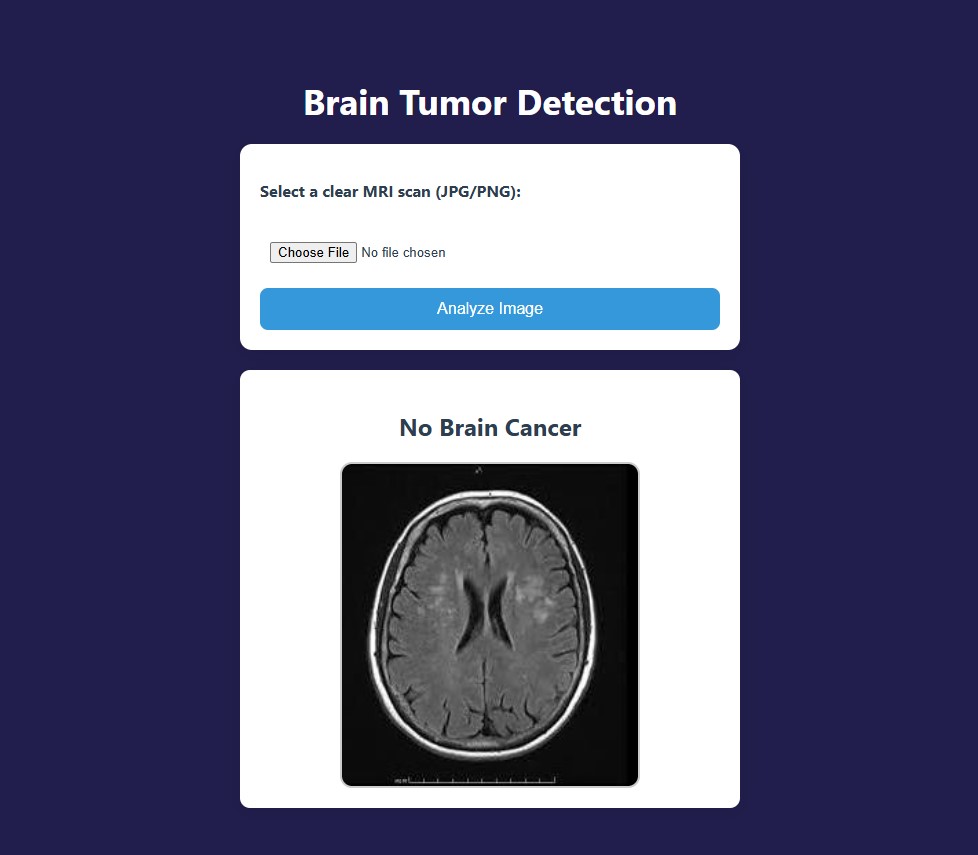 Brain Tumor Detection
Select a clear MRI scan (JPG/PNG):
Choose File No file chosen
Analyze Image
No Brain Cancer